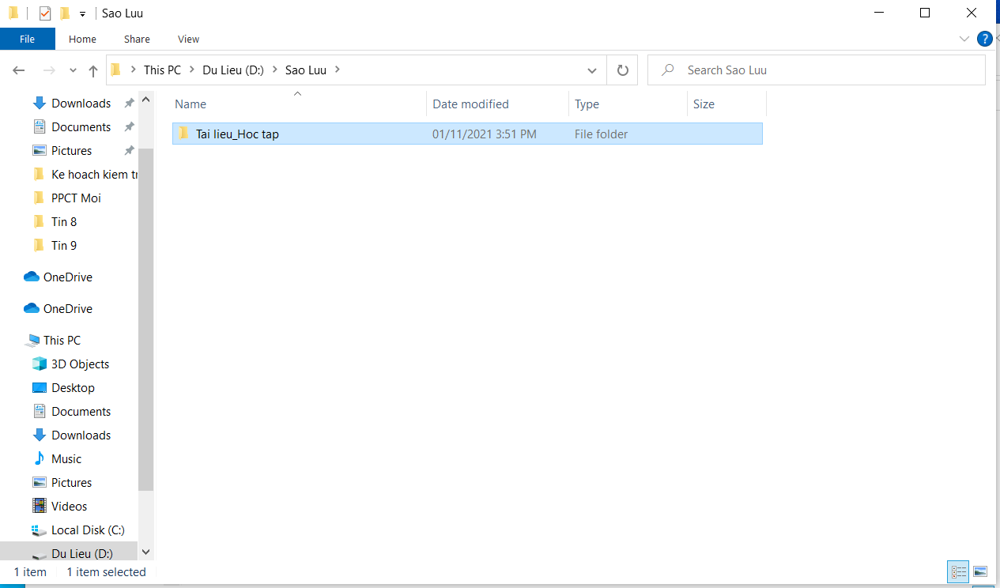 Sao Luu
File Home Share View
?
This PC Du Lieu (D:) Sao Luu
Search Sao Luu
Downloads
Documents
Pictures
Ke hoach kiem tr
PPCT Moi
Tin 8
Tin 9
OneDrive
OneDrive
This PC
3D Objects
Desktop
Documents
Downloads
Music
Pictures
Videos
Local Disk (C:)
Du Lieu (D:)
Name Date modified Type Size
Tai lieu_Hoc tap 01/11/2021 3:51 PM File folder
1 item 1 item selected